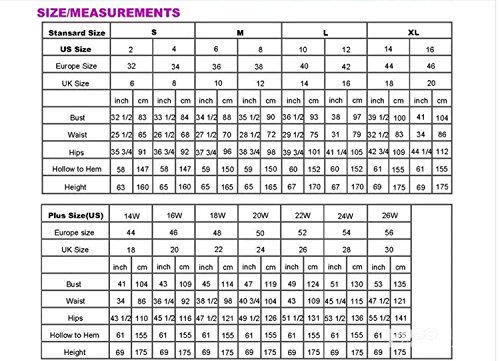 SIZE/MEASUREMENTS
Stansard Size S M L XL
US Size 2 4 6 8 10 12 14 16
Europe Size 32 34 36 38 40 42 44 46
UK Size 6 8 10 12 14 16 18 20
inch cm inch cm inch cm inch cm inch cm inch cm inch cm inch cm
Bust 32 1/2 83 33 1/2 84 34 1/2 88 35 1/2 90 36 1/2 93 38 97 39 1/2 100 41 104
Waist 25 1/2 65 26 1/2 68 27 1/2 70 28 1/2 72 29 1/2 75 31 79 32 1/2 83 34 86
Hips 35 3/4 91 36 3/4 92 37 3/4 96 38 3/4 98 39 3/4 101 41 1/4 105 42 3/4 109 44 1/4 112
Hollow to Hem 58 147 58 147 59 150 59 150 60 152 60 152 61 155 61 155
Height 63 160 65 165 65 165 65 165 67 170 67 170 69 175 69 175
Plus Size(US) 14W 16W 18W 20W 22W 24W 26W
Europe size 44 46 48 50 52 54 56
UK Size 18 20 22 24 26 28 30
inch cm inch cm inch cm inch cm inch cm inch cm inch cm
Bust 41 104 43 109 45 114 47 119 49 124 51 130 53 135
Waist 34 86 36 1/4 92 38 1/2 98 40 3/4 104 43 109 45 1/4 115 47 1/2 121
Hips 43 1/2 110 45 1/2 116 47 1/2 121 49 1/2 126 51 1/2 131 53 1/2 136 55 1/2 141
Hollow to Hem 61 155 61 155 61 155 61 155 61 155 61 155 61 155
Height 69 175 69 175 69 175 69 175 69 175 69 175 69 175